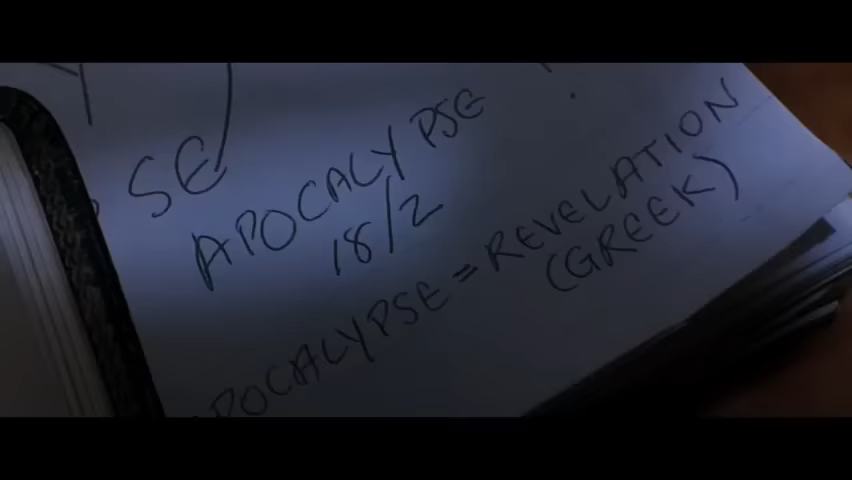 SE)
APOCALYPSE
18/2
APOCALYPSE = REVELATION
(GREEK)